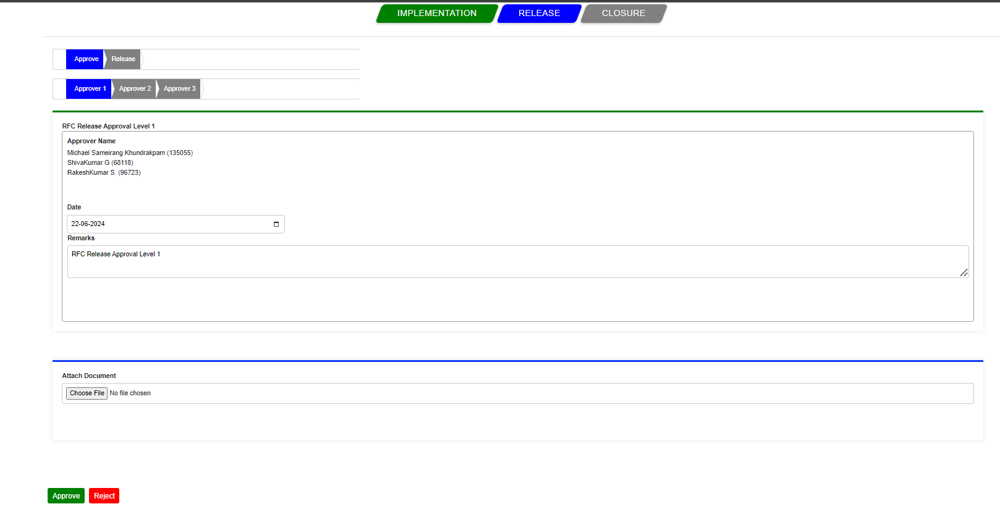 IMPLEMENTATION RELEASE CLOSURE
Approve Release
Approver 1 Approver 2 Approver 3
RFC Release Approval Level 1
Approver Name
Michael Sameirang Khundrakpam (135055)
ShivaKumar G (68118)
RakeshKumar S. (96723)
Date
22-06-2024
Remarks
RFC Release Approval Level 1
Attach Document
Choose File No file chosen
Approve Reject